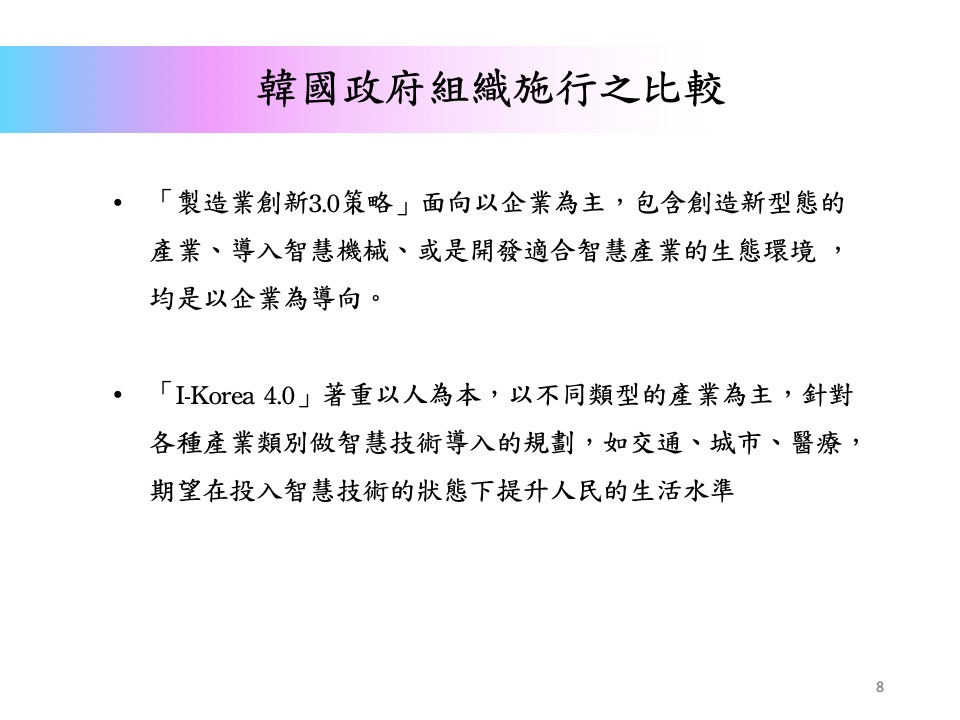 韓國政府組織施行之比較
• 「製造業創新3.0策略」面向以企業為主，包含創造新型態的
產業、導入智慧機械、或是開發適合智慧產業的生態環境 ，
均是以企業為導向。
• 「I-Korea 4.0」著重以人為本，以不同類型的產業為主，針對
各種產業類別做智慧技術導入的規劃，如交通、城市、醫療，
期望在投入智慧技術的狀態下提升人民的生活水準
8